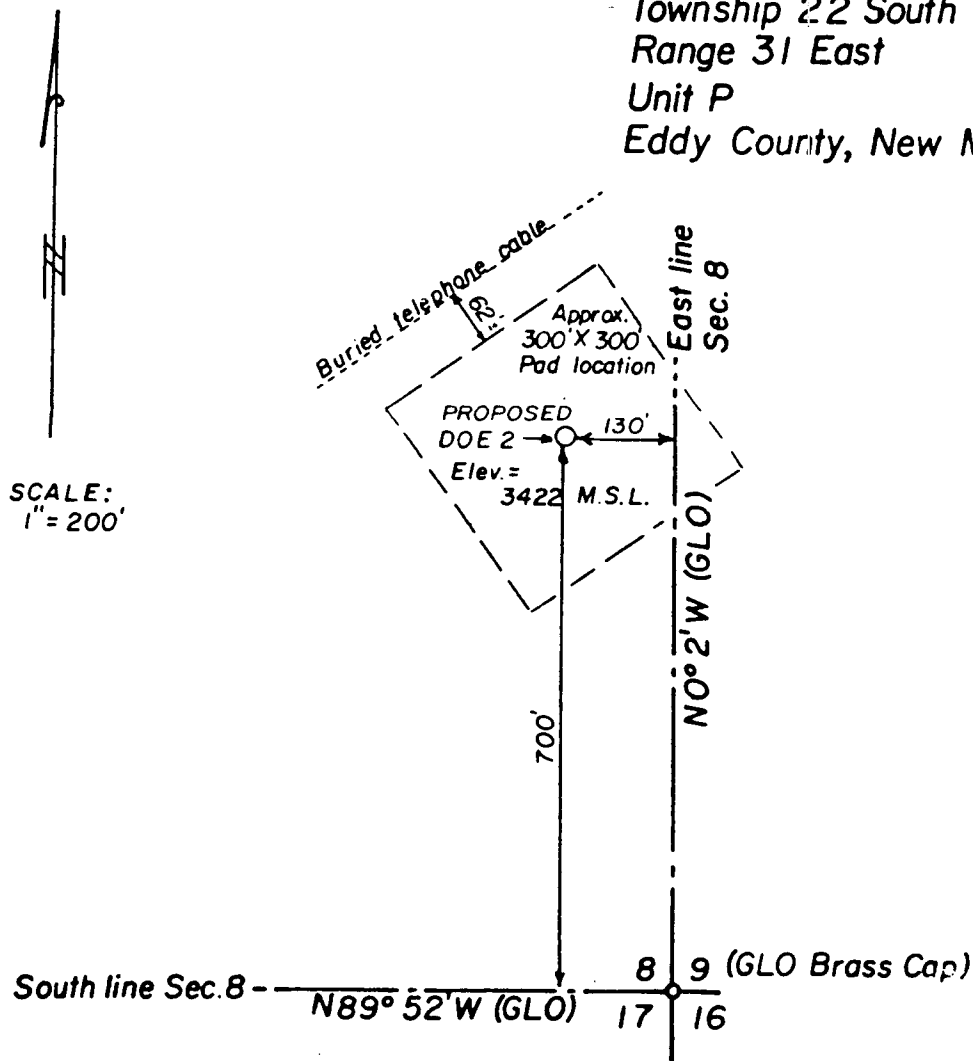 Township 22 South
Range 31 East
Unit P
Eddy County, New M
East line
Sec. 8
Buried telephone cable
62'
Approx.
300' X 300'
Pad location
PROPOSED
DOE 2
130'
Elev. =
3422 M.S.L.
SCALE:
1" = 200'
N0° 2' W (GLO)
700'
8 9 (GLO Brass Cap)
South line Sec. 8
N89° 52' W (GLO)
17 16